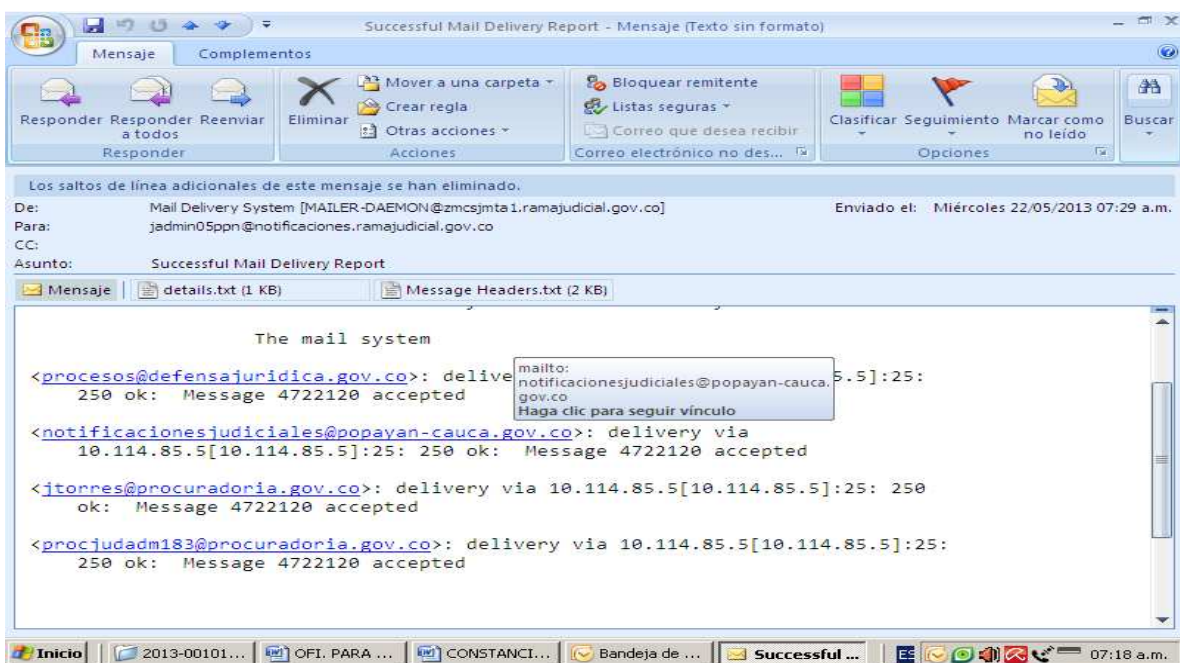 Successful Mail Delivery Report - Mensaje (Texto sin formato)
Mensaje Complementos
Responder Responder a todos Reenviar
Responder
Eliminar
Mover a una carpeta
Crear regla
Otras acciones
Acciones
Bloquear remitente
Listas seguras
Correo que desea recibir
Correo electrónico no des...
Clasificar Seguimiento Marcar como no leído
Opciones
Buscar
Los saltos de línea adicionales de este mensaje se han eliminado.
De: Mail Delivery System [MAILER-DAEMON@zmcsjmta1.ramajudicial.gov.co] Enviado el: Miércoles 22/05/2013 07:29 a.m.
Para: jadmin05ppn@notificaciones.ramajudicial.gov.co
CC:
Asunto: Successful Mail Delivery Report
Mensaje details.txt (1 KB) Message Headers.txt (2 KB)
The mail system
<procesos@defensajuridica.gov.co>: delive 5.5]:25:
250 ok: Message 4722120 accepted
mailto:
notificacionesjudiciales@popayan-cauca.
gov.co
Haga clic para seguir vínculo
<notificacionesjudiciales@popayan-cauca.gov.co>: delivery via
10.114.85.5[10.114.85.5]:25: 250 ok: Message 4722120 accepted
<jtorres@procuradoria.gov.co>: delivery via 10.114.85.5[10.114.85.5]:25: 250
ok: Message 4722120 accepted
<procjudadm183@procuradoria.gov.co>: delivery via 10.114.85.5[10.114.85.5]:25:
250 ok: Message 4722120 accepted
Inicio 2013-00101... OFI. PARA ... CONSTANCI... Bandeja de ... Successful ... ES 07:18 a.m.